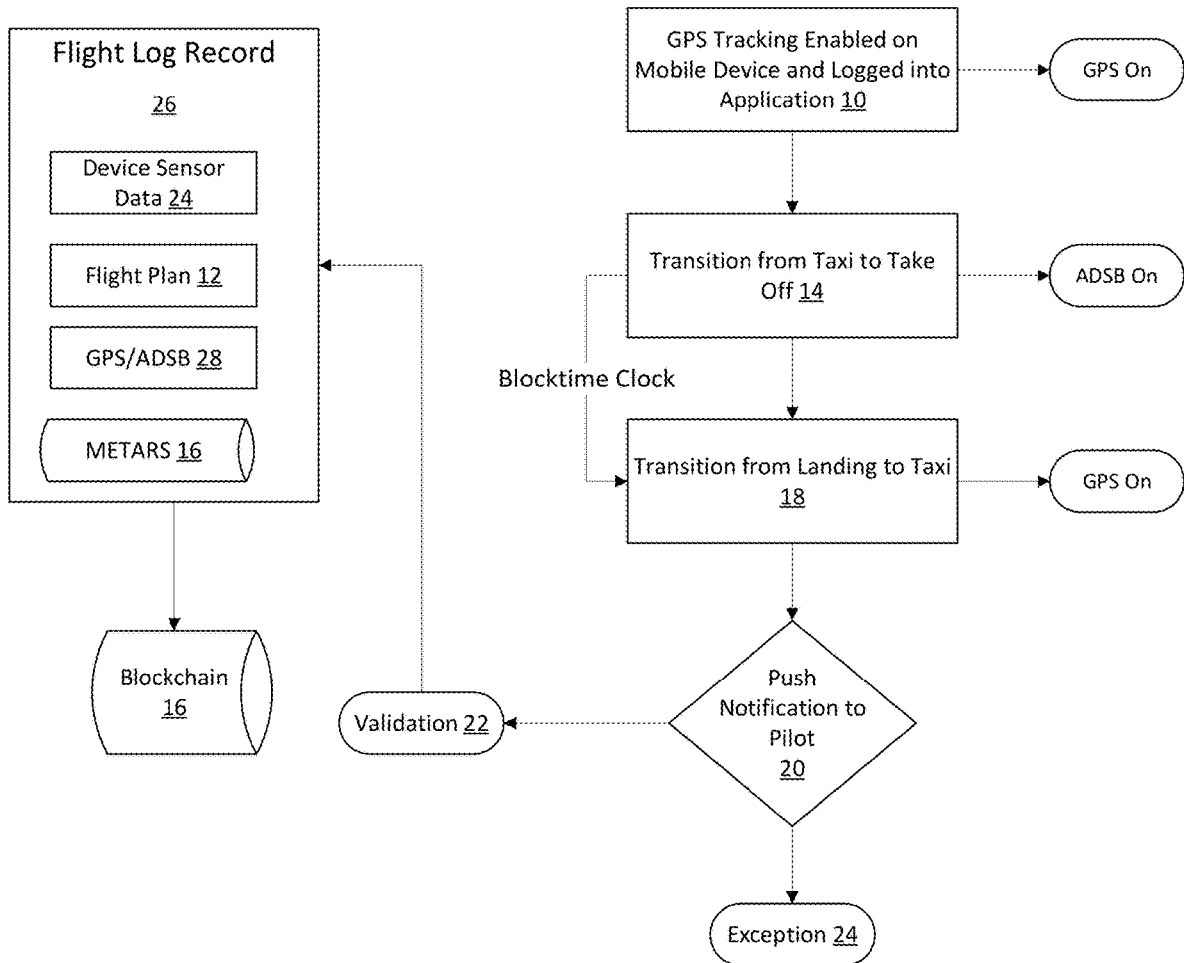 Flight Log Record
26
Device Sensor
Data 24
Flight Plan 12
GPS/ADSB 28
METARS 16
Blockchain
16
GPS Tracking Enabled on
Mobile Device and Logged into
Application 10
GPS On
Transition from Taxi to Take
Off 14
ADSB On
Blocktime Clock
Transition from Landing to Taxi
18
GPS On
Push
Notification to
Pilot
20
Validation 22
Exception 24